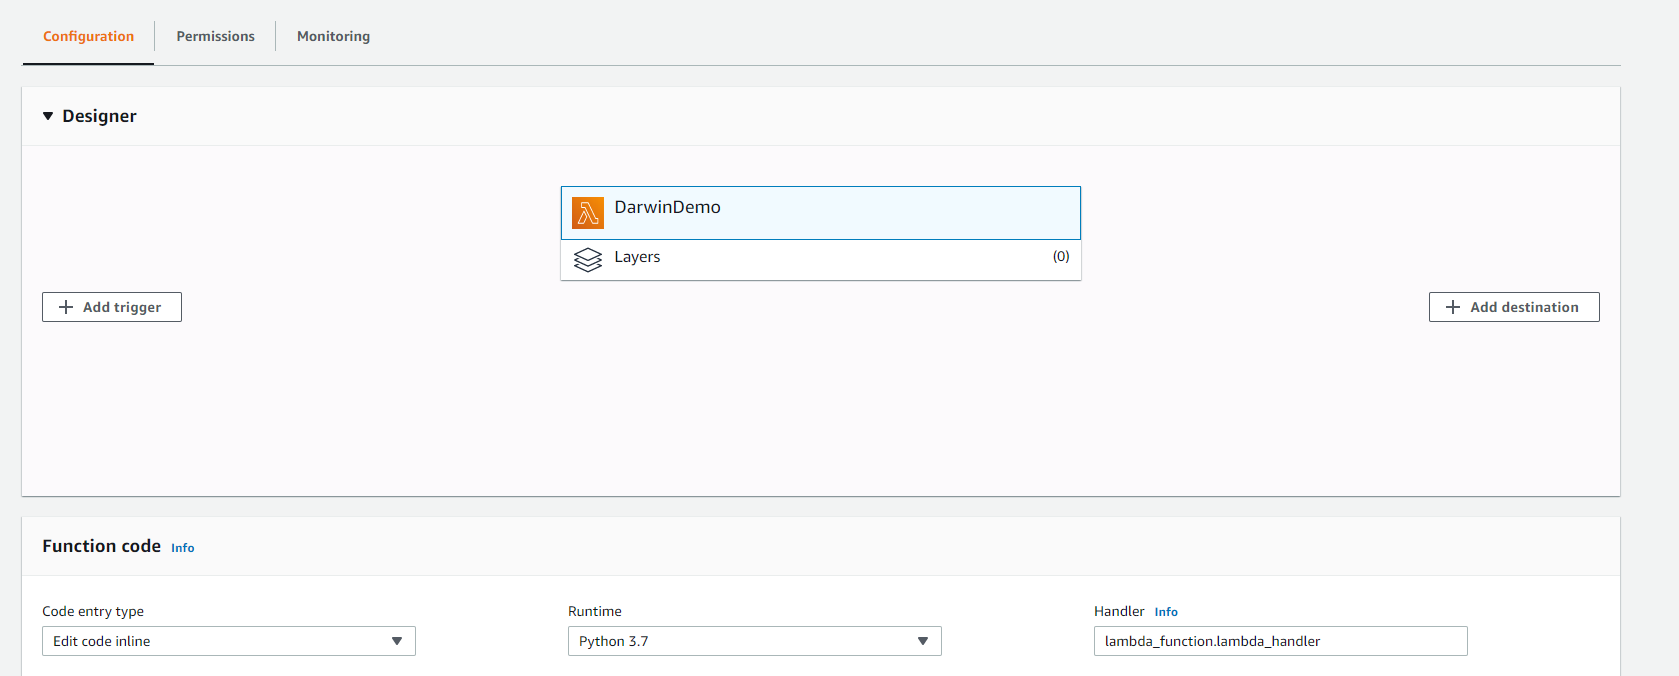 Configuration
Permissions
Monitoring
Designer
DarwinDemo
Layers
(0)
Add trigger
Add destination
Function code Info
Code entry type
Runtime
Handler Info
Edit code inline
Python 3.7
lambda_function.lambda_handler